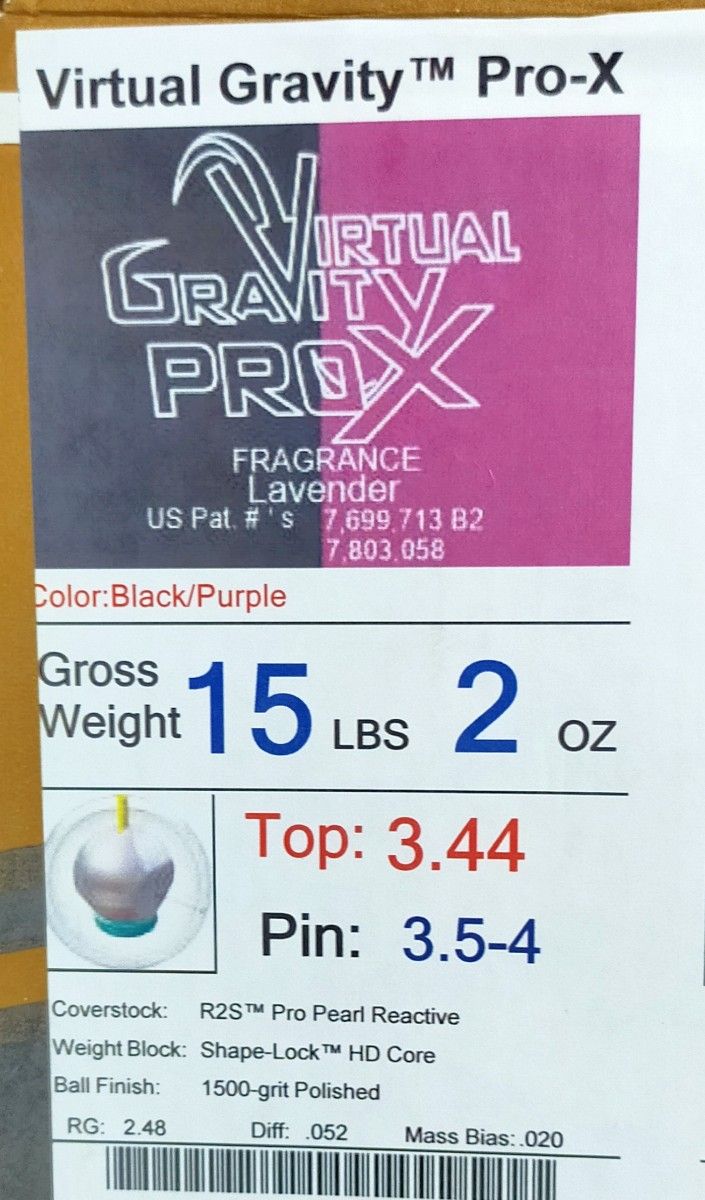 Virtual Gravity™ Pro-X
VIRTUAL
GRAVITY
PRO X
FRAGRANCE
Lavender
US Pat. # ' s 7,699,713 B2
7,803,058
Color:Black/Purple
Gross
Weight 15 LBS 2 OZ
Top: 3.44
Pin: 3.5-4
Coverstock: R2S™ Pro Pearl Reactive
Weight Block: Shape-Lock™ HD Core
Ball Finish: 1500-grit Polished
RG: 2.48 Diff: .052 Mass Bias: .020